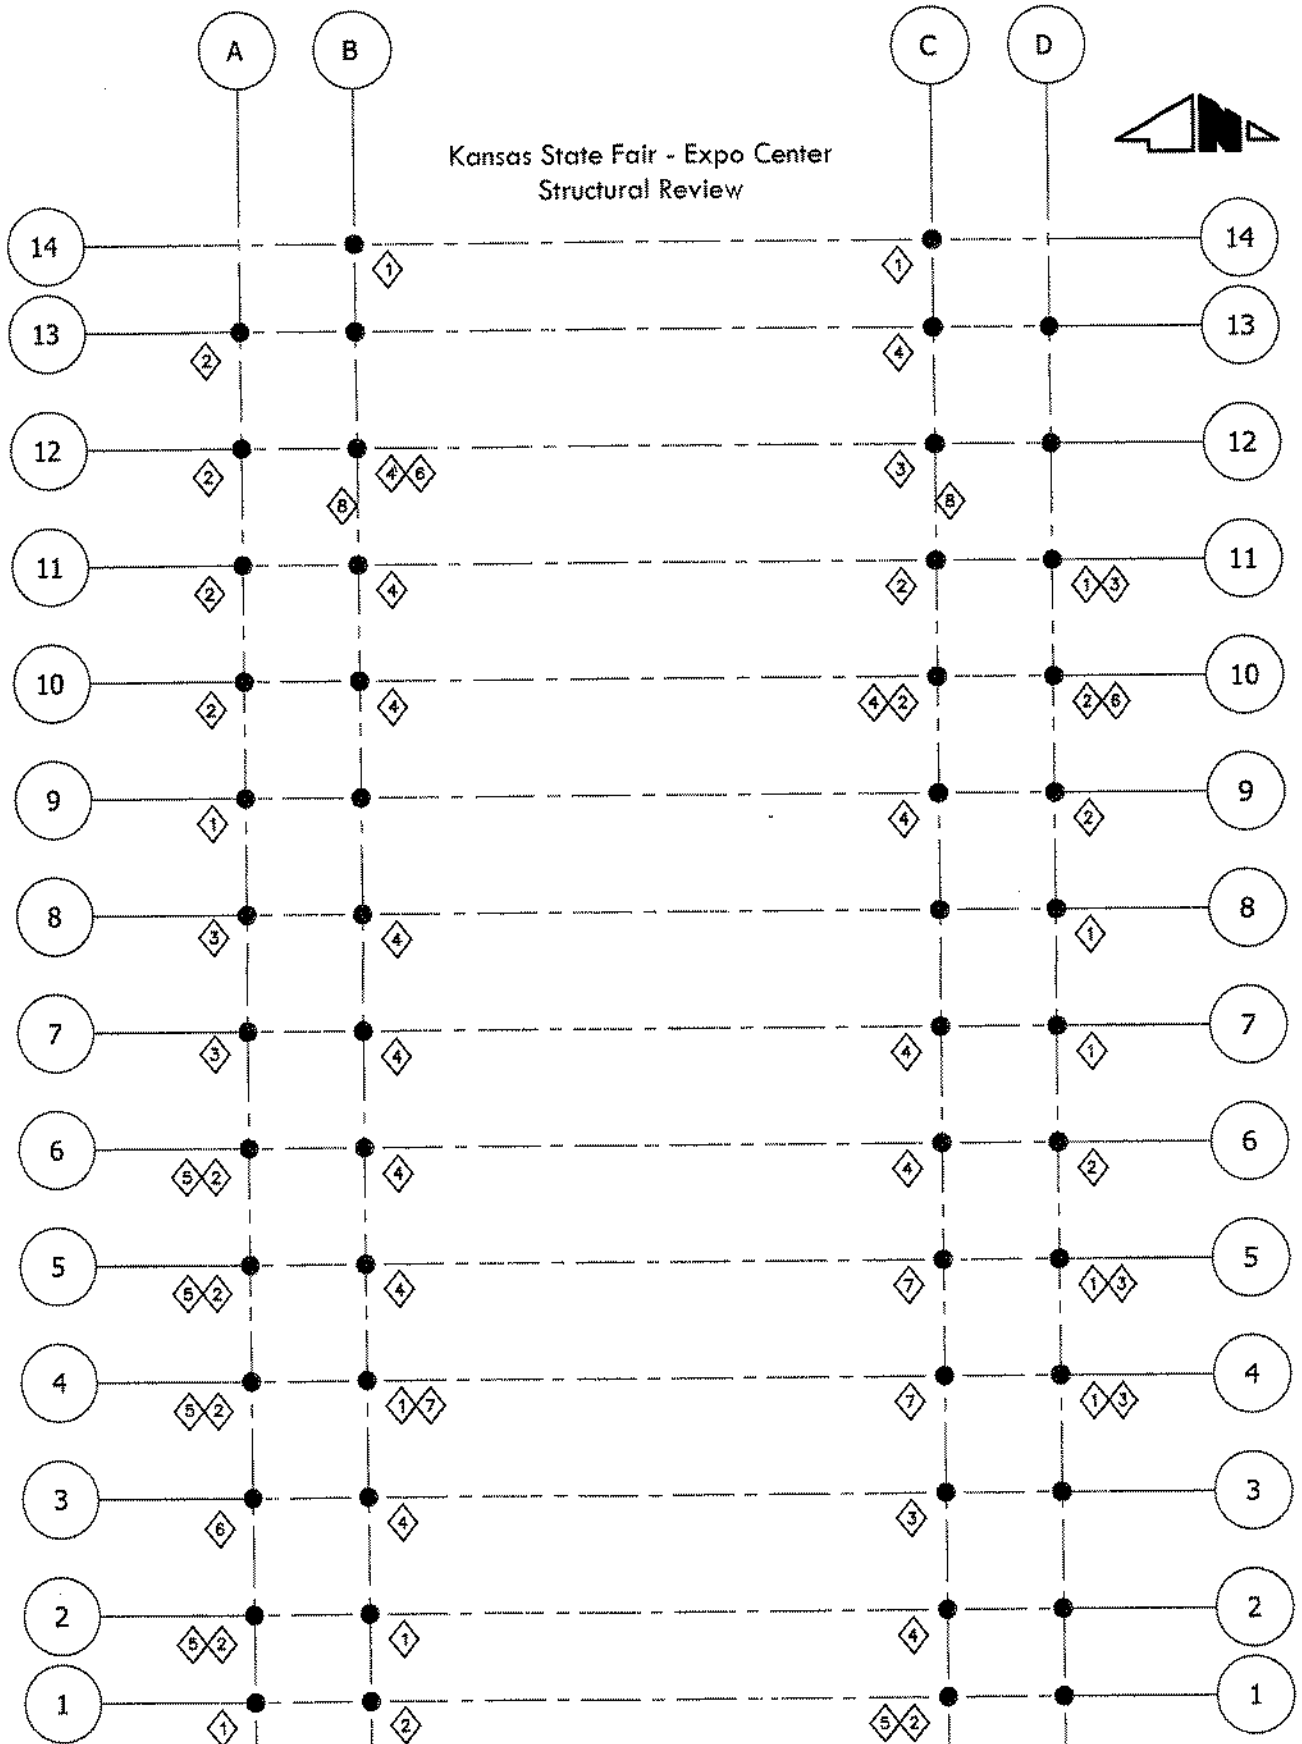 A B C D
N
Kansas State Fair - Expo Center
Structural Review
14 14
1 1
13 13
2 4
12 12
2 4 6 3
8 8
11 11
2 4 2 1 3
10 10
2 4 4 2 2 6
9 9
1 4 2
8 8
3 4 1
7 7
3 4 4 1
6 6
5 2 4 4 2
5 5
5 2 4 7 1 3
4 4
5 2 1 7 7 1 3
3 3
6 4 3
2 2
5 2 1 4
1 1
1 2 5 2